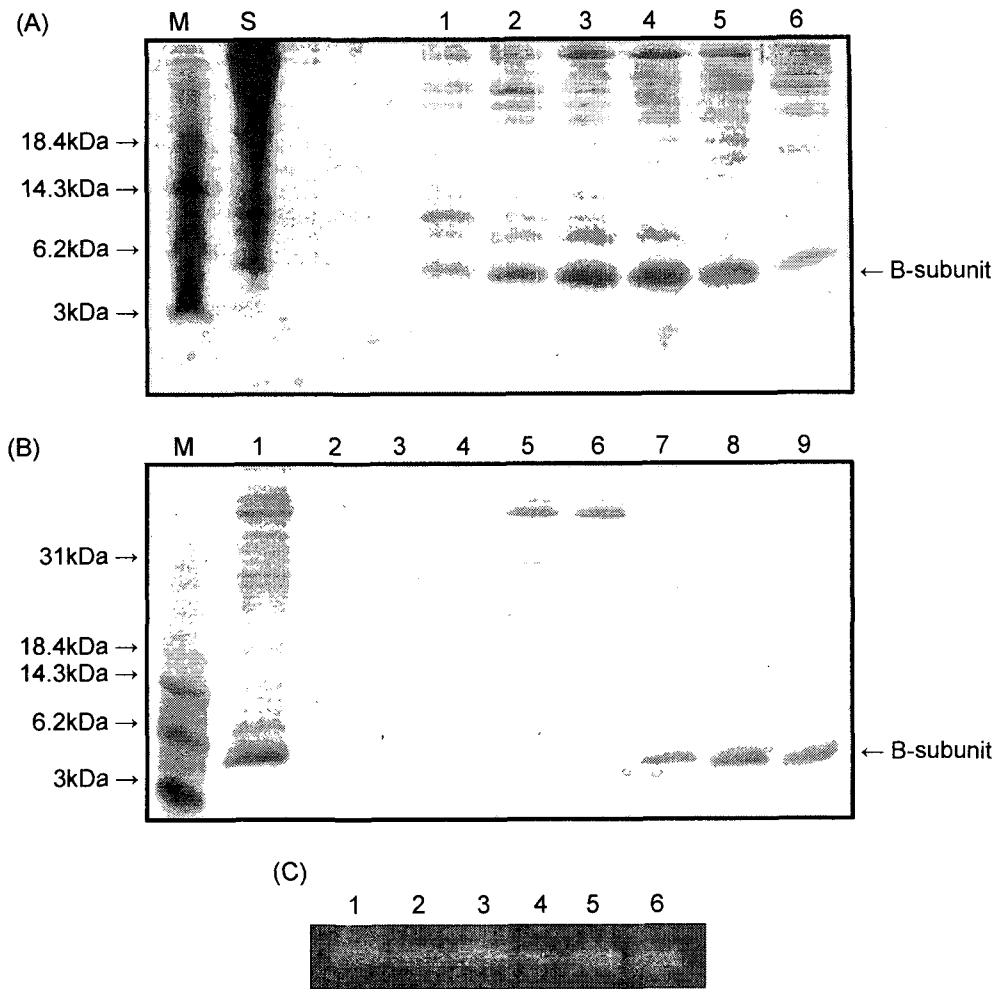 (A)
M S 1 2 3 4 5 6
18.4kDa →
14.3kDa →
6.2kDa →
← B-subunit
3kDa →
(B)
M 1 2 3 4 5 6 7 8 9
31kDa →
18.4kDa →
14.3kDa →
6.2kDa →
← B-subunit
3kDa →
(C)
1 2 3 4 5 6